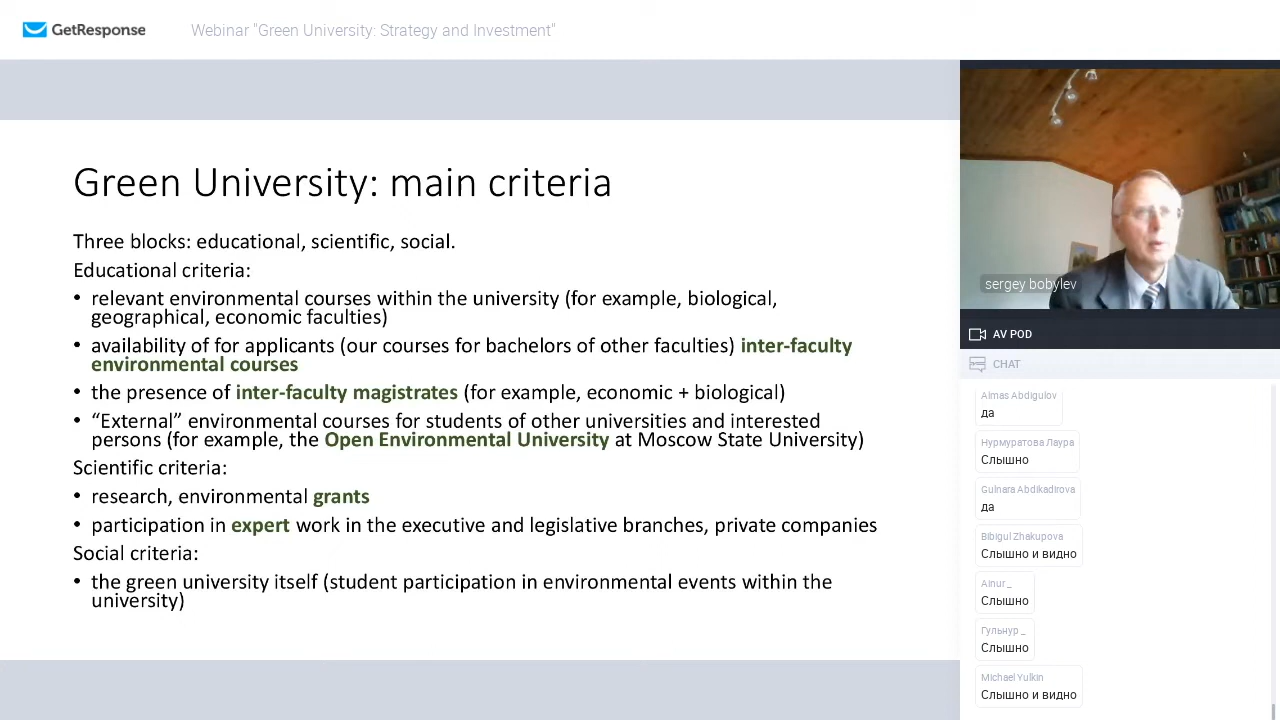 GetResponse
Webinar "Green University: Strategy and Investment"
Green University: main criteria
Three blocks: educational, scientific, social.
Educational criteria:
• relevant environmental courses within the university (for example, biological,
geographical, economic faculties)
• availability of for applicants (our courses for bachelors of other faculties) inter-faculty
environmental courses
• the presence of inter-faculty magistrates (for example, economic + biological)
• “External” environmental courses for students of other universities and interested
persons (for example, the Open Environmental University at Moscow State University)
Scientific criteria:
• research, environmental grants
• participation in expert work in the executive and legislative branches, private companies
Social criteria:
• the green university itself (student participation in environmental events within the
university)
sergey bobylev
AV POD
CHAT
Almas Abdigulov
да
Нурмуратова Лаура
Слышно
Gulnara Abdikadirova
да
Bibigul Zhakupova
Слышно и видно
Ainur _
Слышно
Гульнур _
Слышно
Michael Yulkin
Слышно и видно